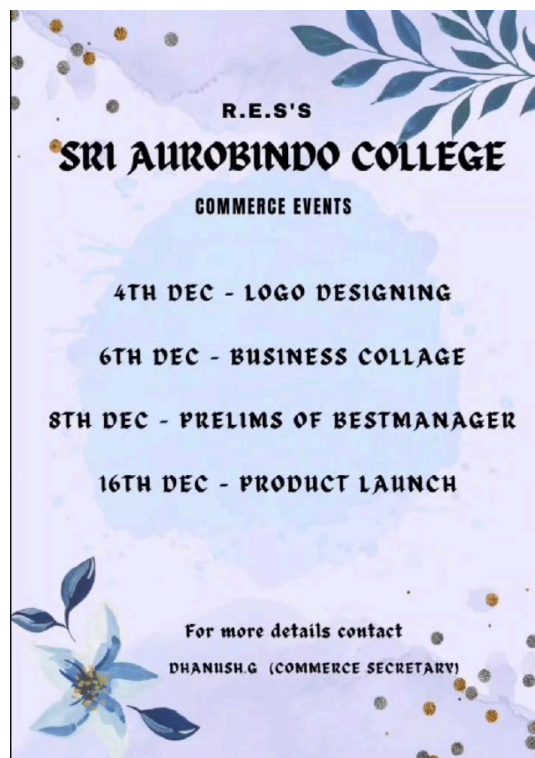 R.E.S'S
SRI AUROBINDO COLLEGE
COMMERCE EVENTS
4TH DEC - LOGO DESIGNING
6TH DEC - BUSINESS COLLAGE
8TH DEC - PRELIMS OF BESTMANAGER
16TH DEC - PRODUCT LAUNCH
For more details contact
DHANUSH.G (COMMERCE SECRETARY)